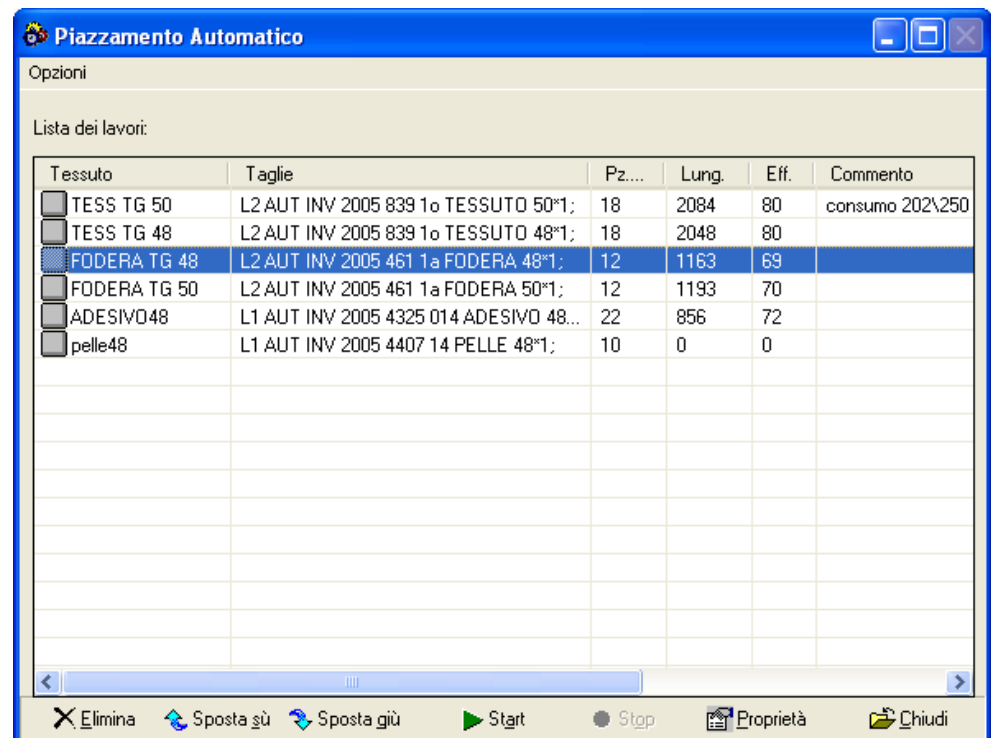 Piazzamento Automatico
Opzioni
Lista dei lavori:
Tessuto Taglie Pz.... Lung. Eff. Commento
TESS TG 50 L2 AUT INV 2005 839 1o TESSUTO 50*1; 18 2084 80 consumo 202\250
TESS TG 48 L2 AUT INV 2005 839 1o TESSUTO 48*1; 18 2048 80
FODERA TG 48 L2 AUT INV 2005 461 1a FODERA 48*1; 12 1163 69
FODERA TG 50 L2 AUT INV 2005 461 1a FODERA 50*1; 12 1193 70
ADESIVO48 L1 AUT INV 2005 4325 014 ADESIVO 48... 22 856 72
pelle48 L1 AUT INV 2005 4407 14 PELLE 48*1; 10 0 0
Elimina Sposta sù Sposta giù Start Stop Proprietà Chiudi